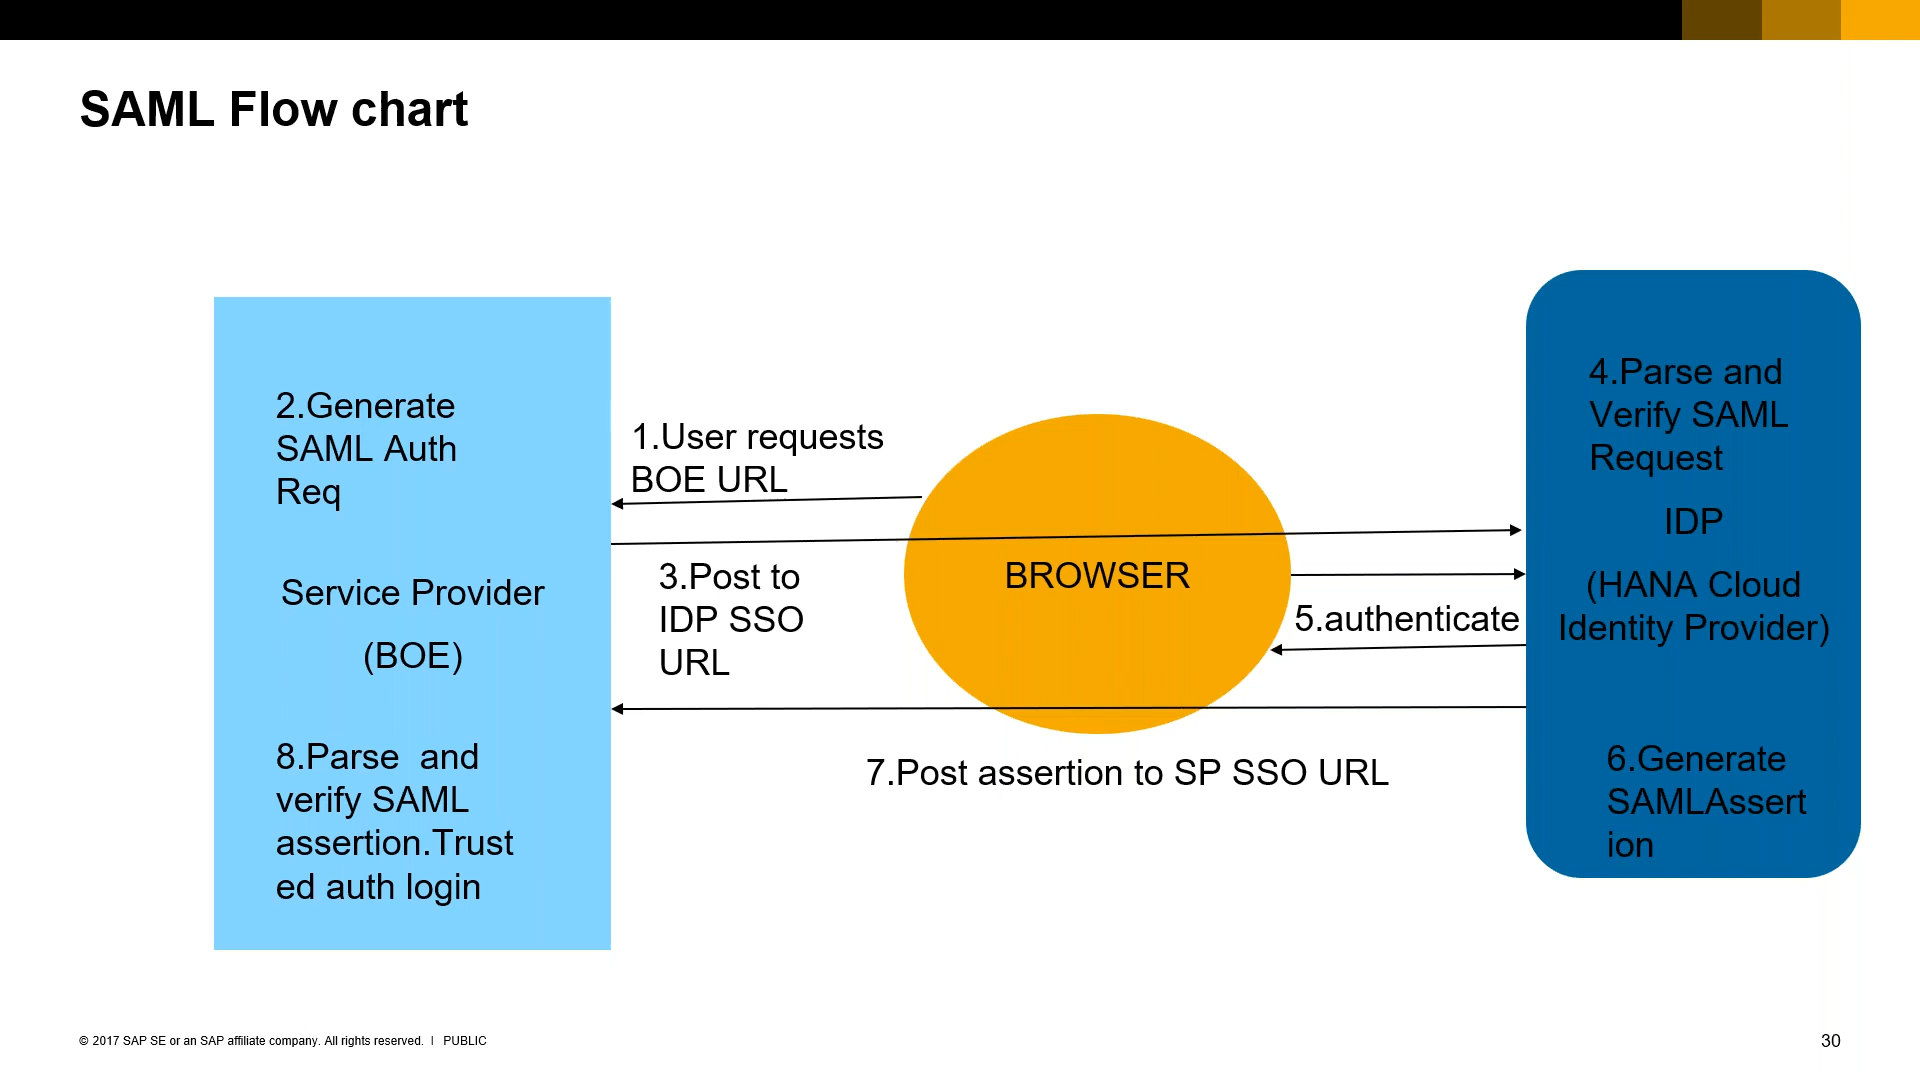 SAML Flow chart
2.Generate
SAML Auth
Req
Service Provider
(BOE)
8.Parse  and
verify SAML
assertion.Trust
ed auth login
1.User requests
BOE URL
3.Post to
IDP SSO
URL
BROWSER
5.authenticate
7.Post assertion to SP SSO URL
4.Parse and
Verify SAML
Request
IDP
(HANA Cloud
Identity Provider)
6.Generate
SAMLAssert
ion
© 2017 SAP SE or an SAP affiliate company. All rights reserved. ǀ PUBLIC
30